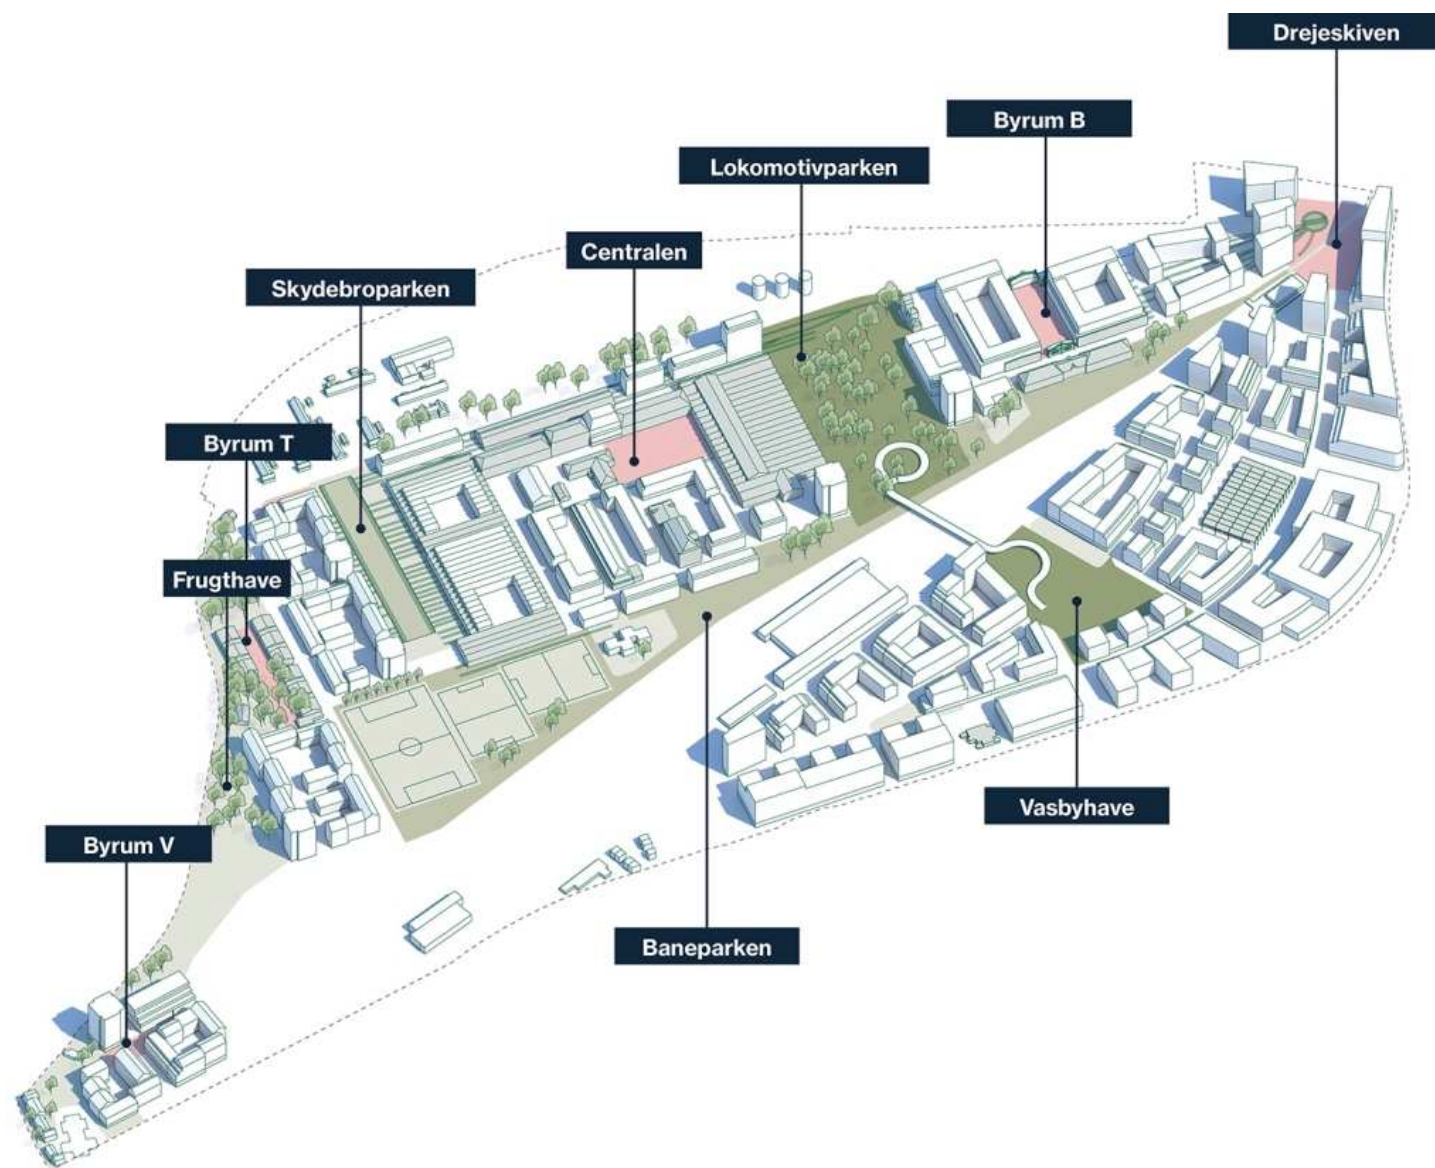 Drejeskiven
Byrum B
Lokomotivparken
Centralen
Skydebroparken
Byrum T
Frugthave
Vasbyhave
Byrum V
Baneparken